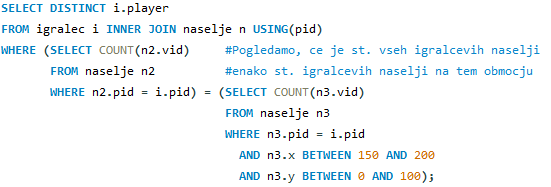 SELECT DISTINCT i.player
FROM igralec i INNER JOIN naselje n USING(pid)
WHERE (SELECT COUNT(n2.vid) #Pogledamo, ce je st. vseh igralcevih naselji
FROM naselje n2 #enako st. igralcevih naselji na tem obmocju
WHERE n2.pid = i.pid) = (SELECT COUNT(n3.vid)
FROM naselje n3
WHERE n3.pid = i.pid
AND n3.x BETWEEN 150 AND 200
AND n3.y BETWEEN 0 AND 100);